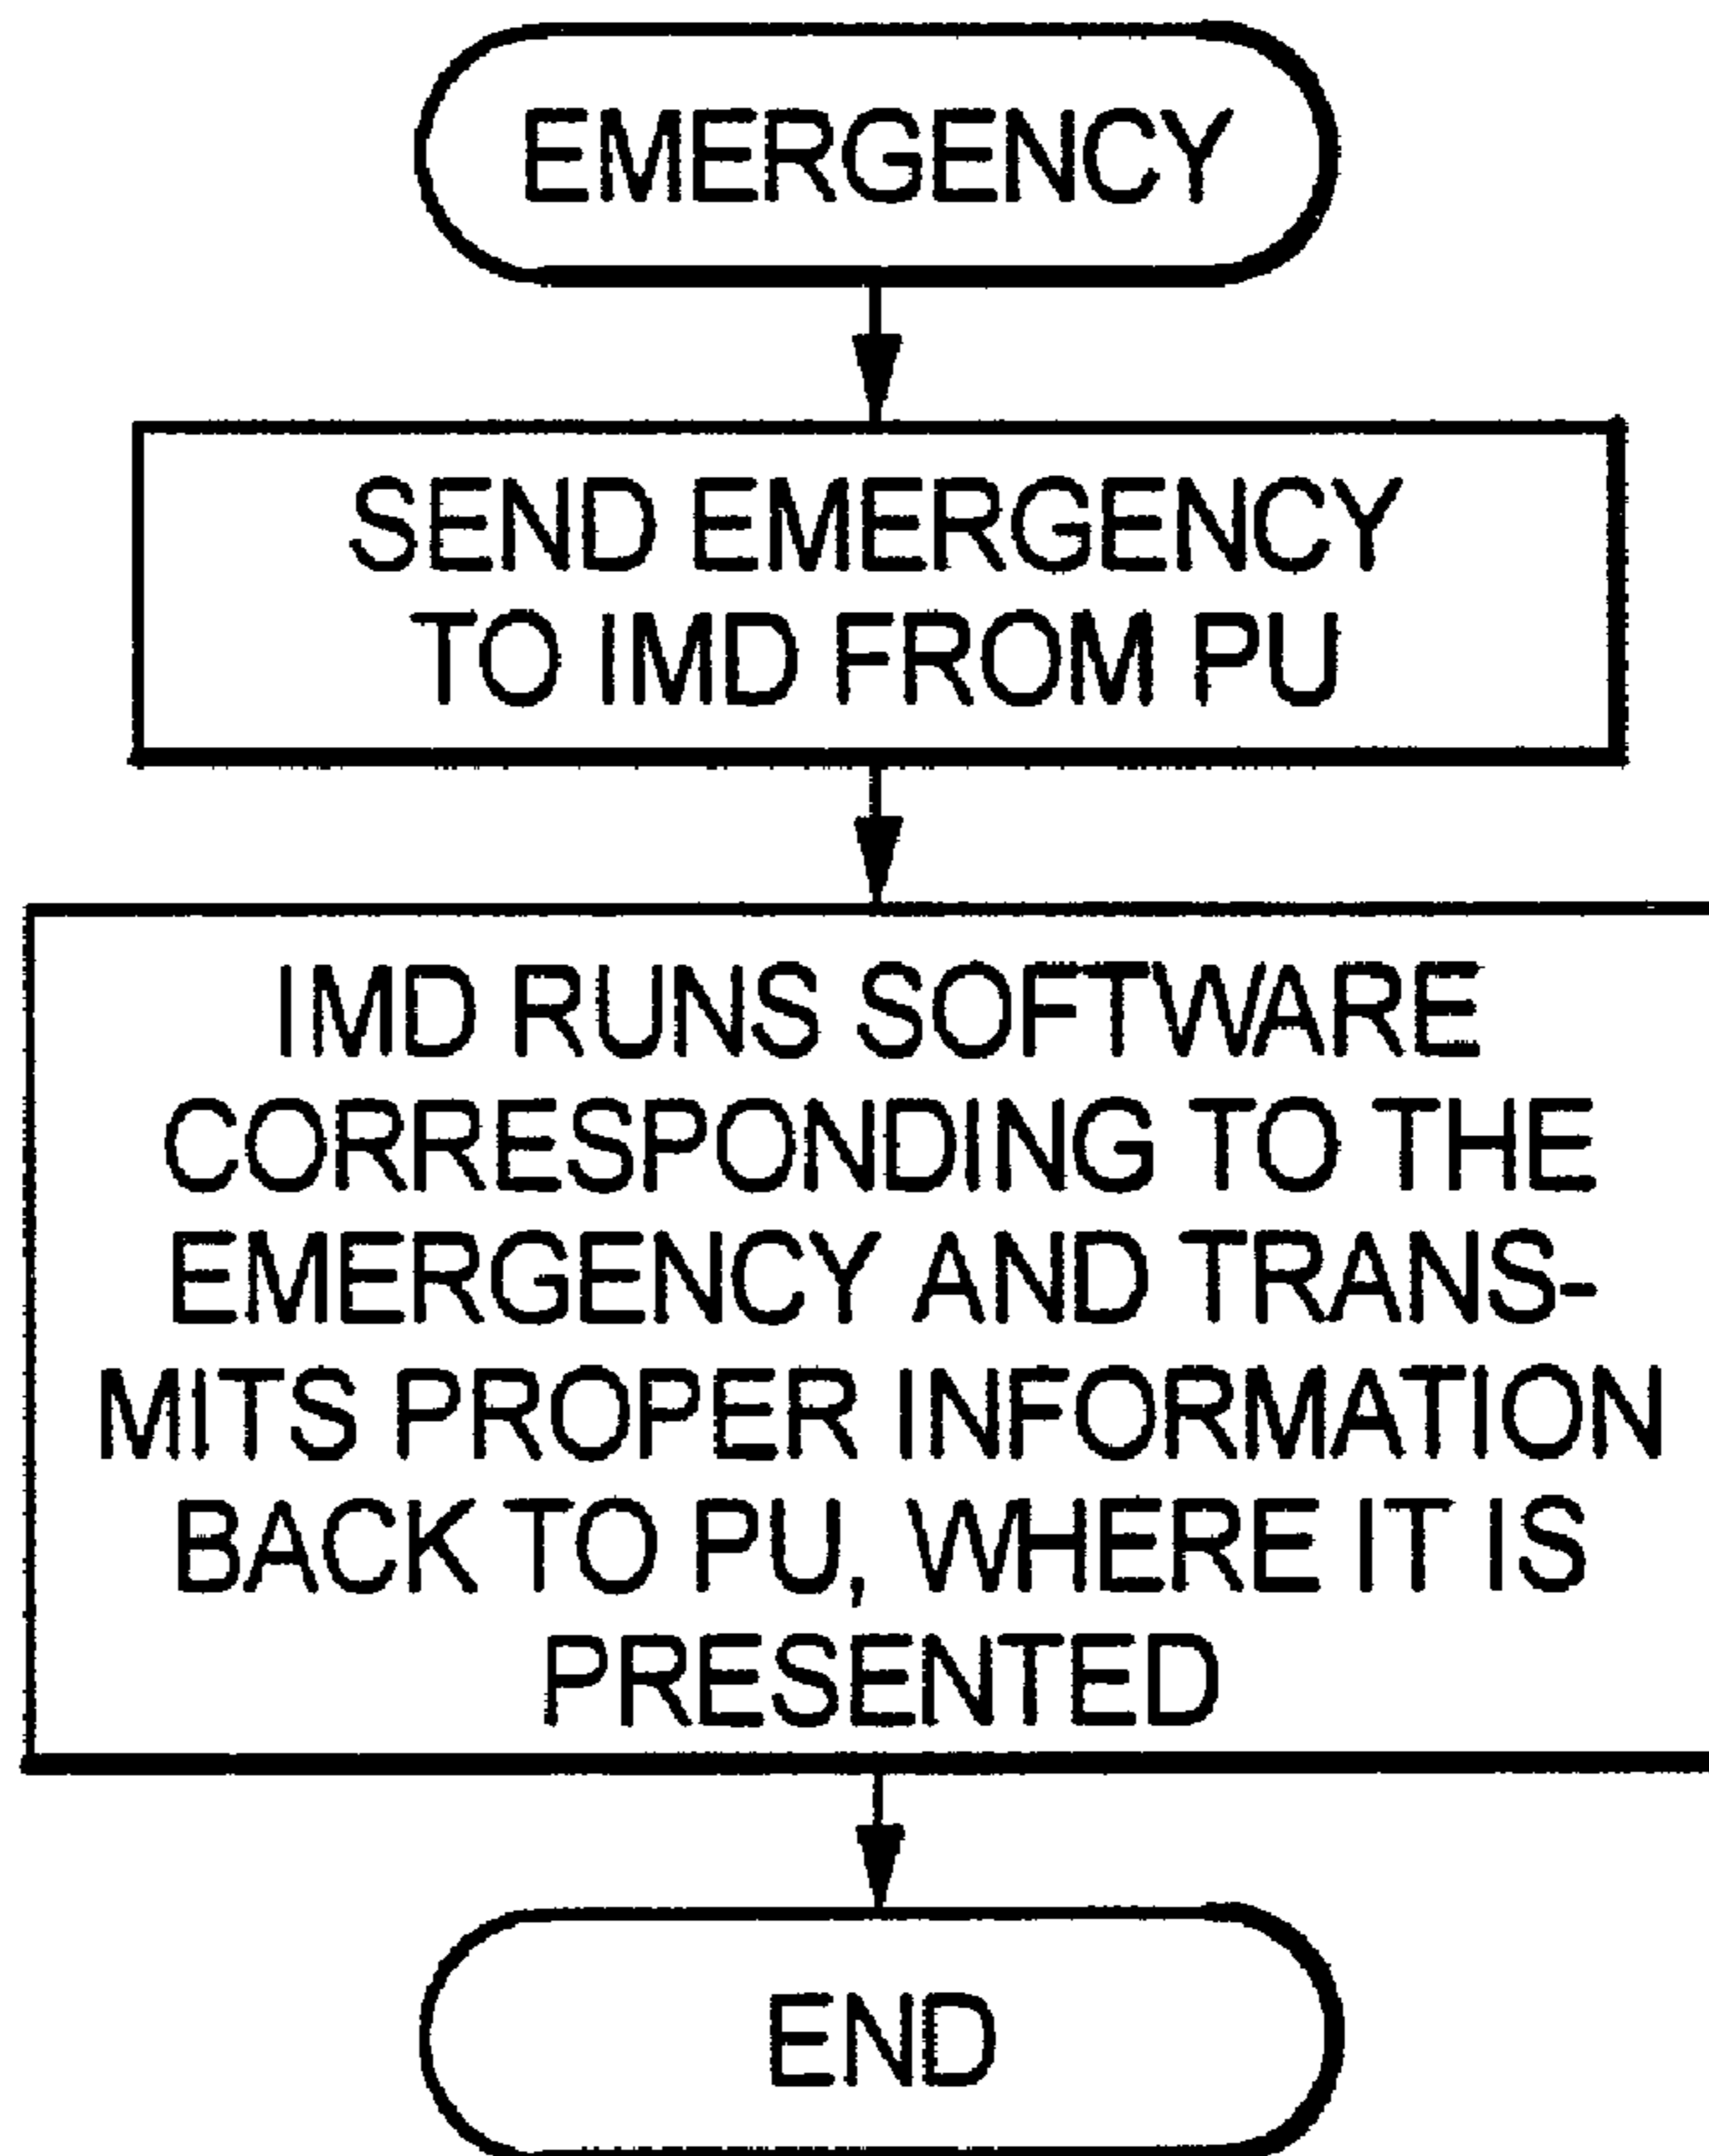 EMERGENCY
SEND EMERGENCY
TO IMD FROM PU
IMD RUNS SOFTWARE
CORRESPONDING TO THE
EMERGENCY AND TRANS-
MITS PROPER INFORMATION
BACK TO PU, WHERE IT IS
PRESENTED
END